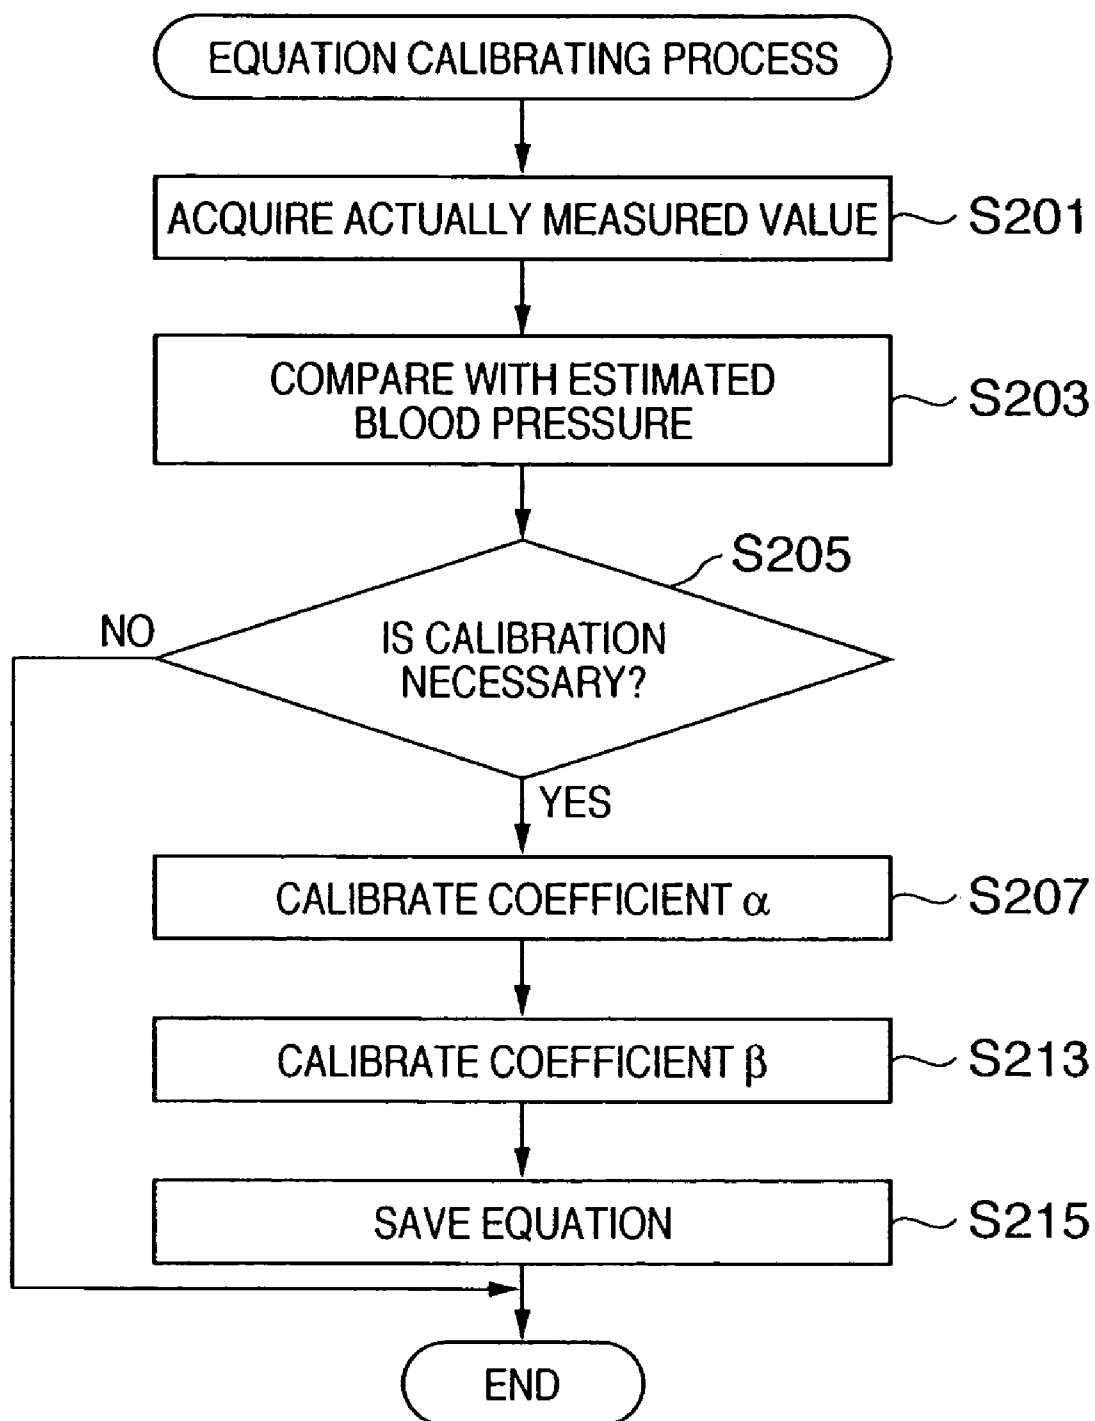 EQUATION CALIBRATING PROCESS
ACQUIRE ACTUALLY MEASURED VALUE
S201
COMPARE WITH ESTIMATED
BLOOD PRESSURE
S203
S205
IS CALIBRATION
NECESSARY?
NO
YES
CALIBRATE COEFFICIENT α
S207
CALIBRATE COEFFICIENT β
S213
SAVE EQUATION
S215
END